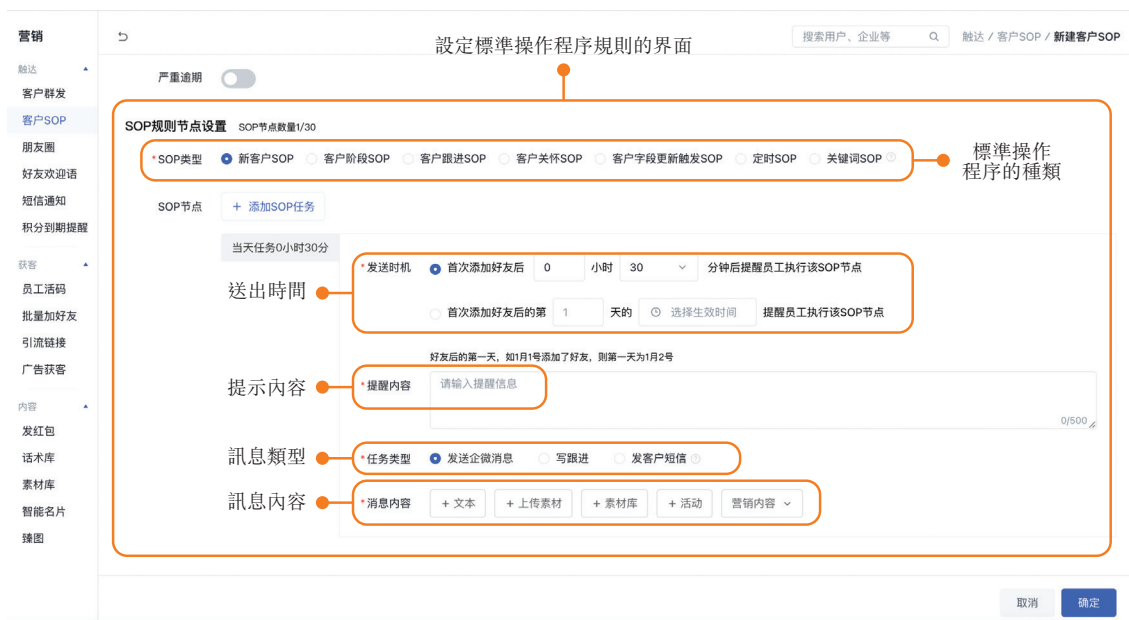 营销
設定標準操作程序規則的界面
搜索用户、企业等
触达 / 客户SOP / 新建客户SOP
触达
客户群发
客户SOP
朋友圈
好友欢迎语
短信通知
积分到期提醒
获客
员工活码
批量加好友
引流链接
广告获客
内容
发红包
话术库
素材库
智能名片
臻图
严重逾期
SOP规则节点设置 SOP节点数量1/30
*SOP类型 新客户SOP 客户阶段SOP 客户跟进SOP 客户关怀SOP 客户字段更新触发SOP 定时SOP 关键词SOP ?
標準操作
程序的種類
SOP节点 + 添加SOP任务
当天任务0小时30分
送出時間
*发送时机 首次添加好友后 0 小时 30 分钟后提醒员工执行该SOP节点
首次添加好友后的第 1 天的 选择生效时间 提醒员工执行该SOP节点
好友后的第一天，如1月1号添加了好友，则第一天为1月2号
提示內容
*提醒内容 请输入提醒信息
0/500
訊息類型
*任务类型 发送企微消息 写跟进 发客户短信 ?
訊息內容
*消息内容 + 文本 + 上传素材 + 素材库 + 活动 营销内容
取消 确定